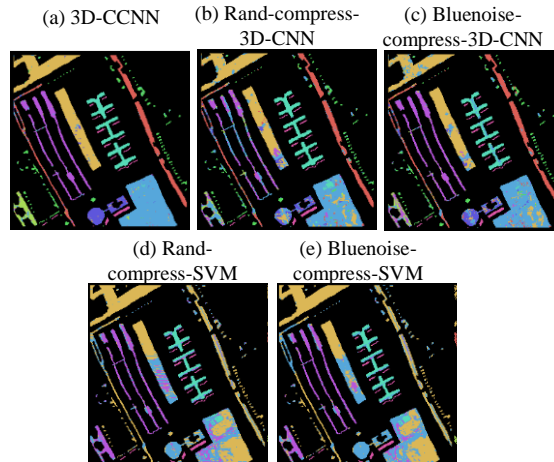 (a) 3D-CCNN
(b) Rand-compress-
3D-CNN
(c) Bluenoise-
compress-3D-CNN
(d) Rand-
compress-SVM
(e) Bluenoise-
compress-SVM